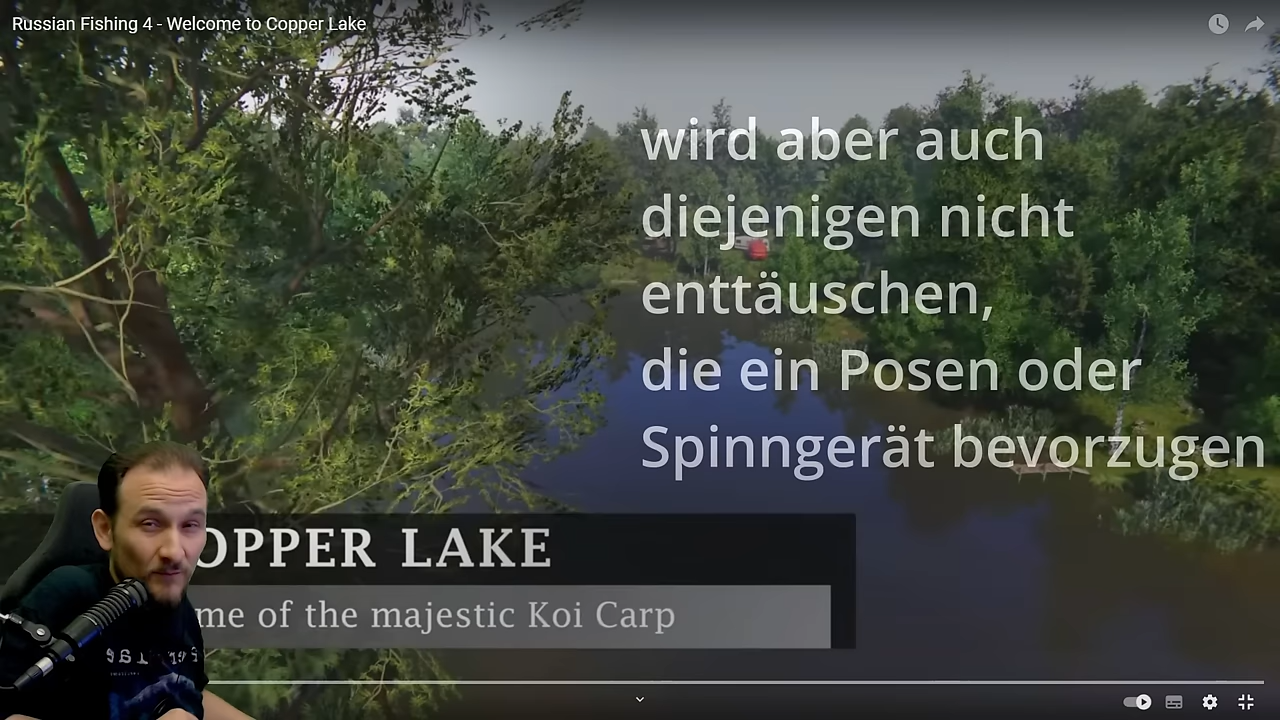 Russian Fishing 4 - Welcome to Copper Lake
wird aber auch
diejenigen nicht
enttäuschen,
die ein Posen oder
Spinngerät bevorzugen
OPPER LAKE
me of the majestic Koi Carp